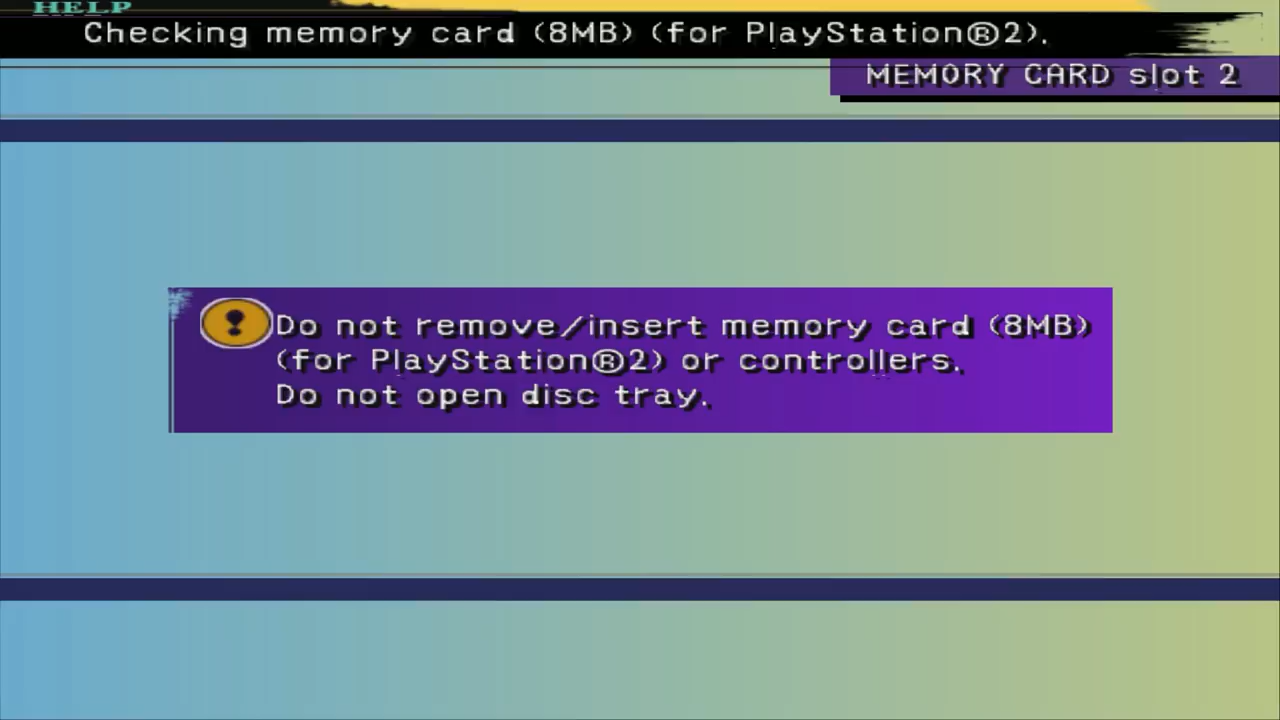 HELP
Checking memory card (8MB) (for PlayStation®2).
MEMORY CARD slot 2
Do not remove/insert memory card (8MB)
(for PlayStation®2) or controllers.
Do not open disc tray.